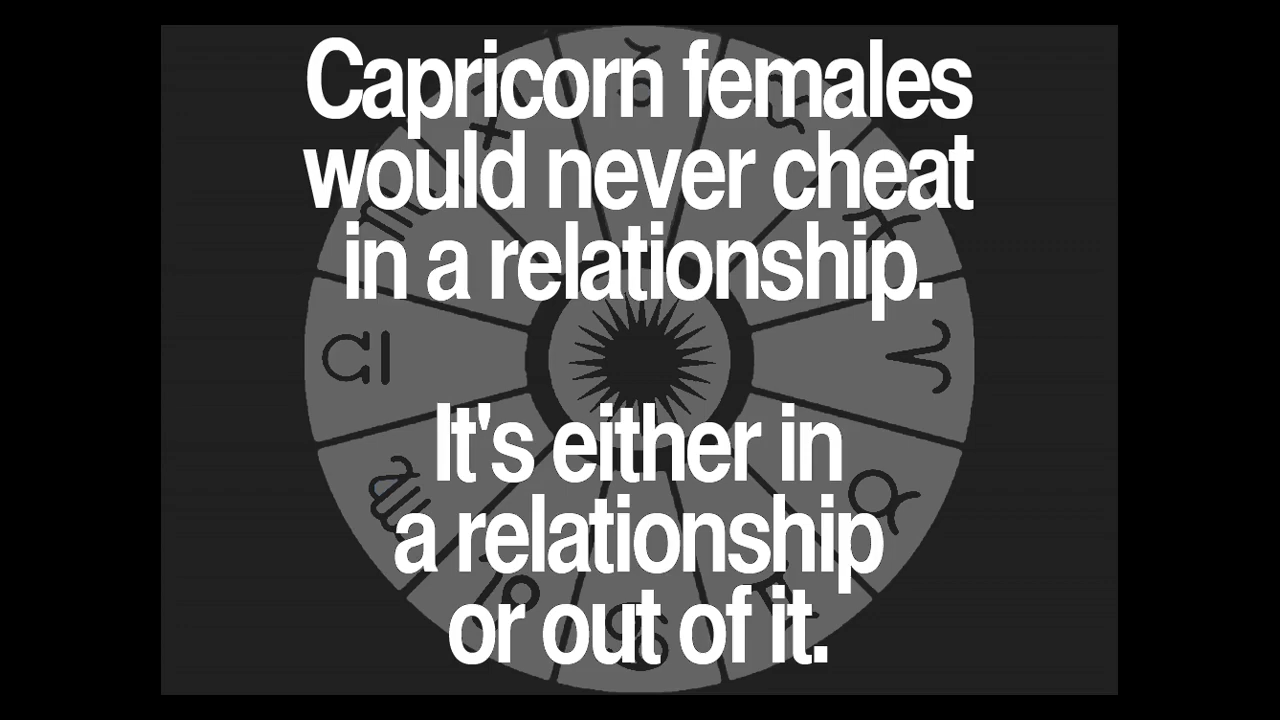 Capricorn females
would never cheat
in a relationship.
It's either in
a relationship
or out of it.